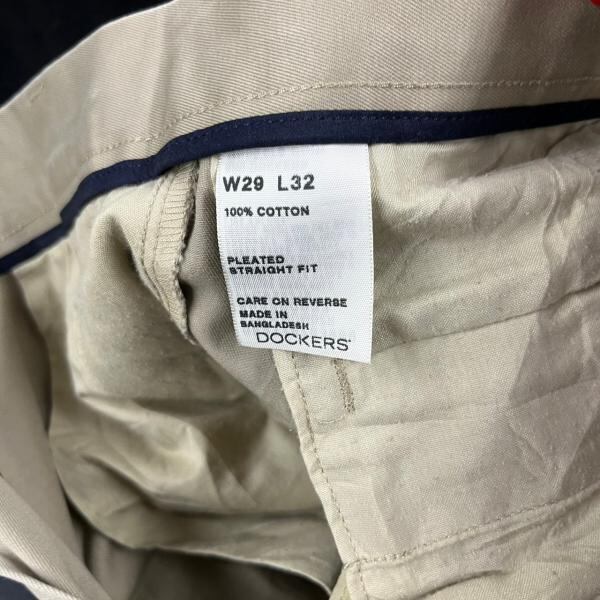 W29 L32
100% COTTON
PLEATED
STRAIGHT FIT
CARE ON REVERSE
MADE IN
BANGLADESH
DOCKERS